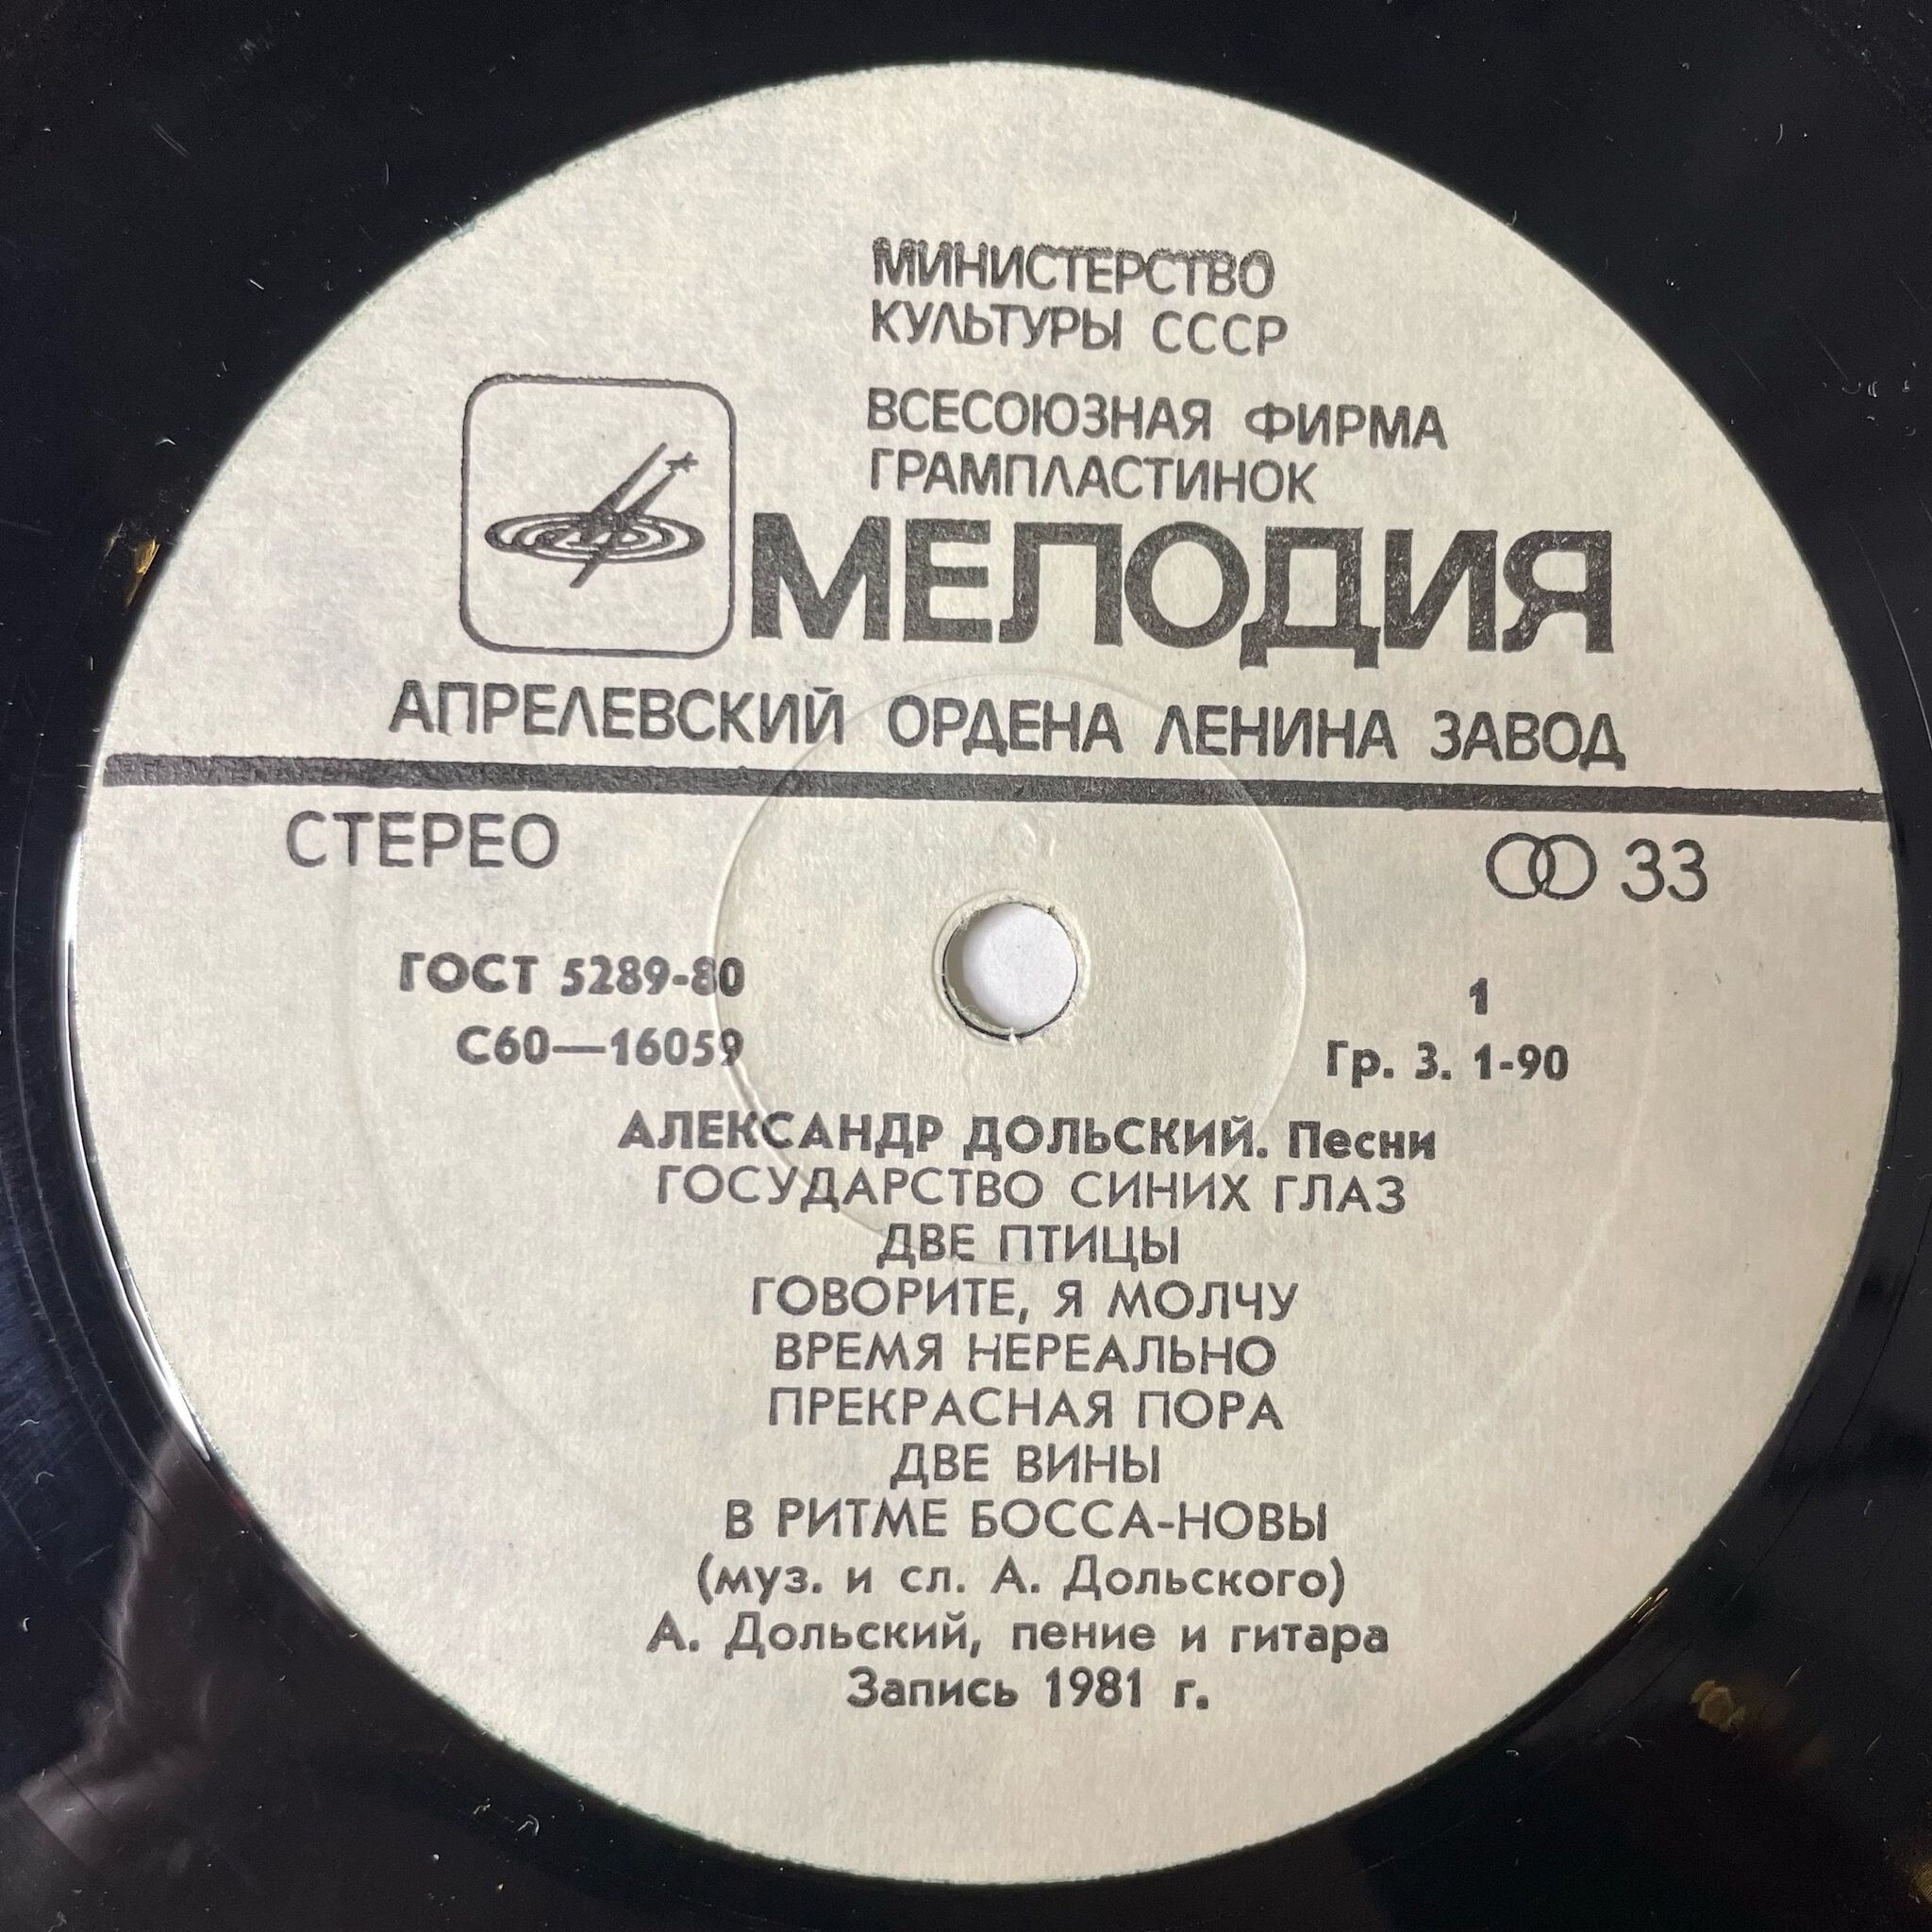 МИНИСТЕРСТВО
КУЛЬТУРЫ СССР
ВСЕСОЮЗНАЯ ФИРМА
ГРАМПЛАСТИНОК
МЕЛОДИЯ
АПРЕЛЕВСКИЙ ОРДЕНА ЛЕНИНА ЗАВОД
СТЕРЕО
33
ГОСТ 5289-80
С60—16059
1
Гр. 3. 1-90
АЛЕКСАНДР ДОЛЬСКИЙ. Песни
ГОСУДАРСТВО СИНИХ ГЛАЗ
ДВЕ ПТИЦЫ
ГОВОРИТЕ, Я МОЛЧУ
ВРЕМЯ НЕРЕАЛЬНО
ПРЕКРАСНАЯ ПОРА
ДВЕ ВИНЫ
В РИТМЕ БОССА-НОВЫ
(муз. и сл. А. Дольского)
А. Дольский, пение и гитара
Запись 1981 г.